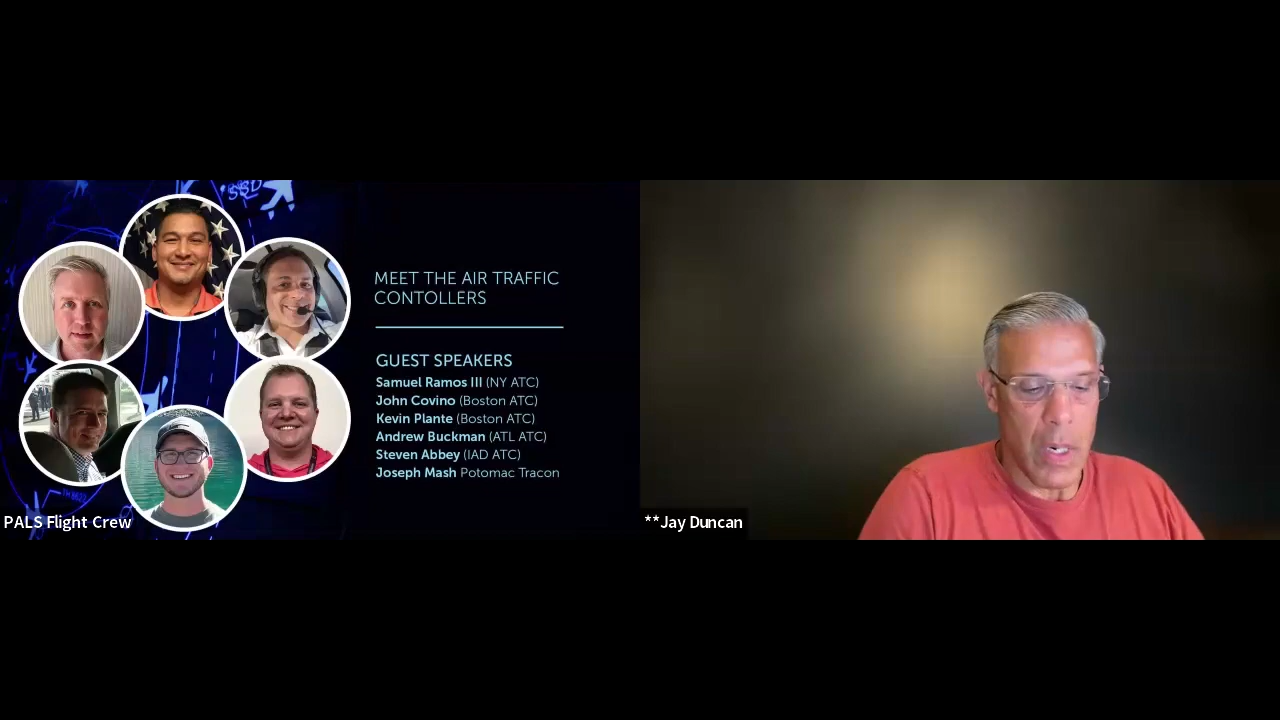 SSD
MEET THE AIR TRAFFIC
CONTOLLERS
GUEST SPEAKERS
Samuel Ramos III (NY ATC)
John Covino (Boston ATC)
Kevin Plante (Boston ATC)
Andrew Buckman (ATL ATC)
Steven Abbey (IAD ATC)
Joseph Mash Potomac Tracon
PALS Flight Crew
**Jay Duncan